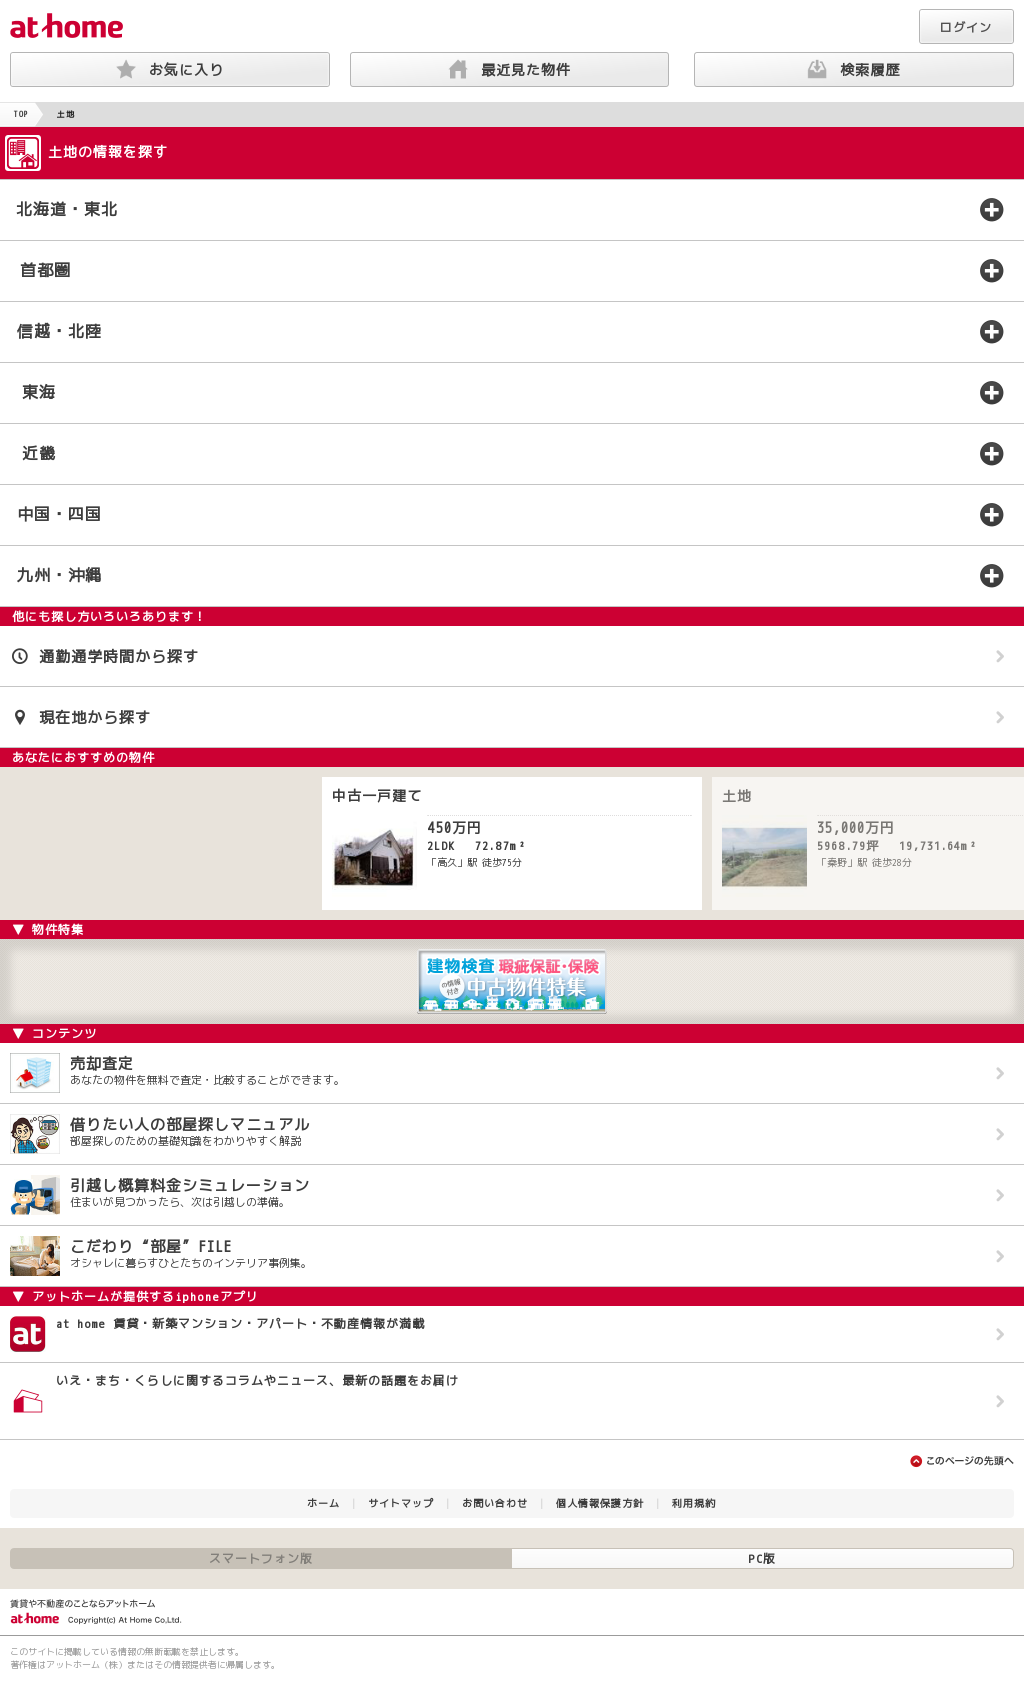 at home
ログイン
お気に入り
最近見た物件
検索履歴
TOP 土地
土地の情報を探す
北海道・東北
首都圏
信越・北陸
東海
近畿
中国・四国
九州・沖縄
他にも探し方いろいろあります！
通勤通学時間から探す
現在地から探す
あなたにおすすめの物件
中古一戸建て
450万円
2LDK 72.87m²
「高久」駅 徒歩75分
土地
35,000万円
5968.79坪 19,731.64m²
「秦野」駅 徒歩28分
▼ 物件特集
建物検査 瑕疵保証・保険
の情報付き 中古物件特集
▼ コンテンツ
売却査定
あなたの物件を無料で査定・比較することができます。
借りたい人の部屋探しマニュアル
部屋探しのための基礎知識をわかりやすく解説
引越し概算料金シミュレーション
住まいが見つかったら、次は引越しの準備。
こだわり“部屋”FILE
オシャレに暮らすひとたちのインテリア事例集。
▼ アットホームが提供するiphoneアプリ
at
at home 賃貸・新築マンション・アパート・不動産情報が満載
いえ・まち・くらしに関するコラムやニュース、最新の話題をお届け
このページの先頭へ
ホーム | サイトマップ | お問い合わせ | 個人情報保護方針 | 利用規約
スマートフォン版
PC版
賃貸や不動産のことならアットホーム
at home Copyright(c) At Home Co.,Ltd.
このサイトに掲載している情報の無断転載を禁止します。
著作権はアットホーム（株）またはその情報提供者に帰属します。